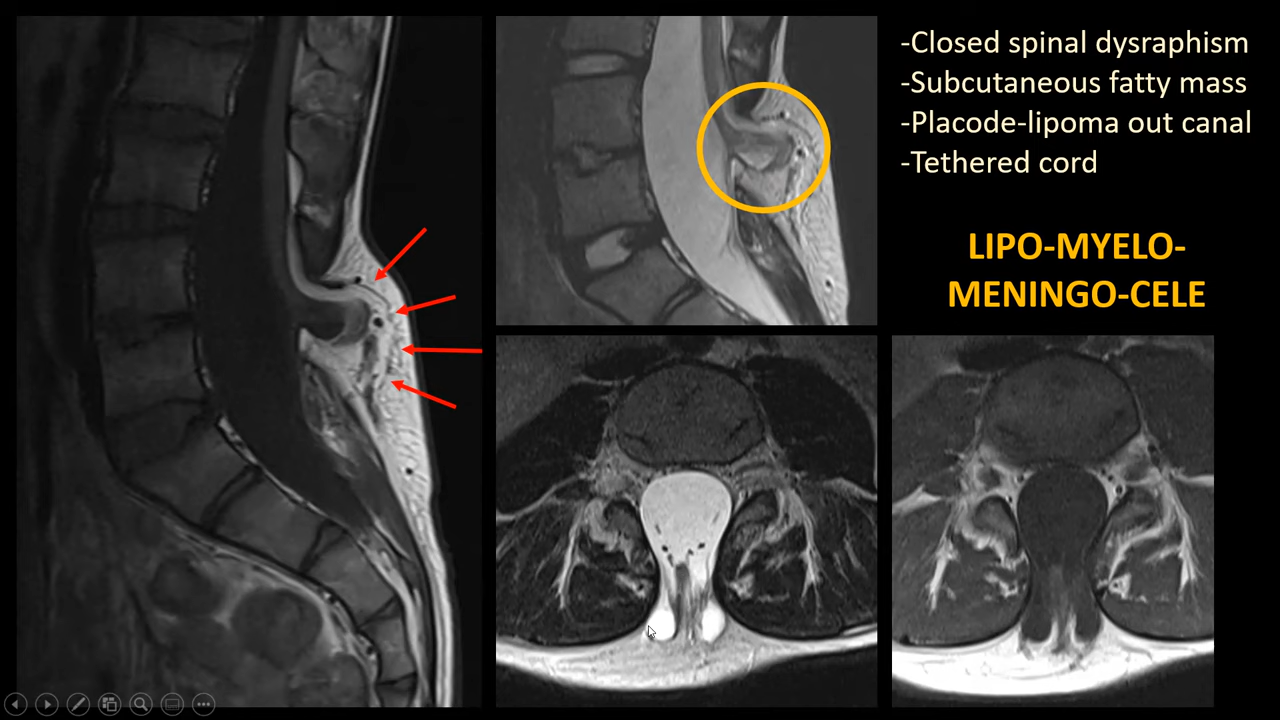 -Closed spinal dysraphism
-Subcutaneous fatty mass
-Placode-lipoma out canal
-Tethered cord
LIPO-MYELO-
MENINGO-CELE